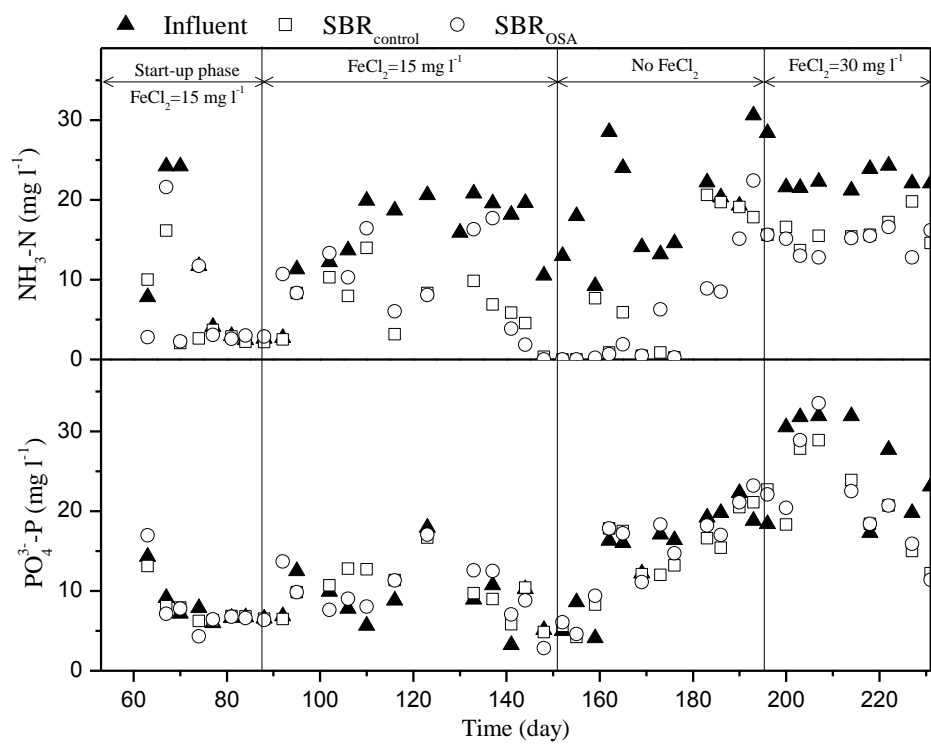 ▲ Influent □ SBR_control ○ SBR_OSA
Start-up phase
FeCl₂=15 mg l⁻¹
FeCl₂=15 mg l⁻¹
No FeCl₂
FeCl₂=30 mg l⁻¹
NH₃-N (mg l⁻¹)
30
20
10
0
PO₄³⁻-P (mg l⁻¹)
30
20
10
0
60 80 100 120 140 160 180 200 220
Time (day)